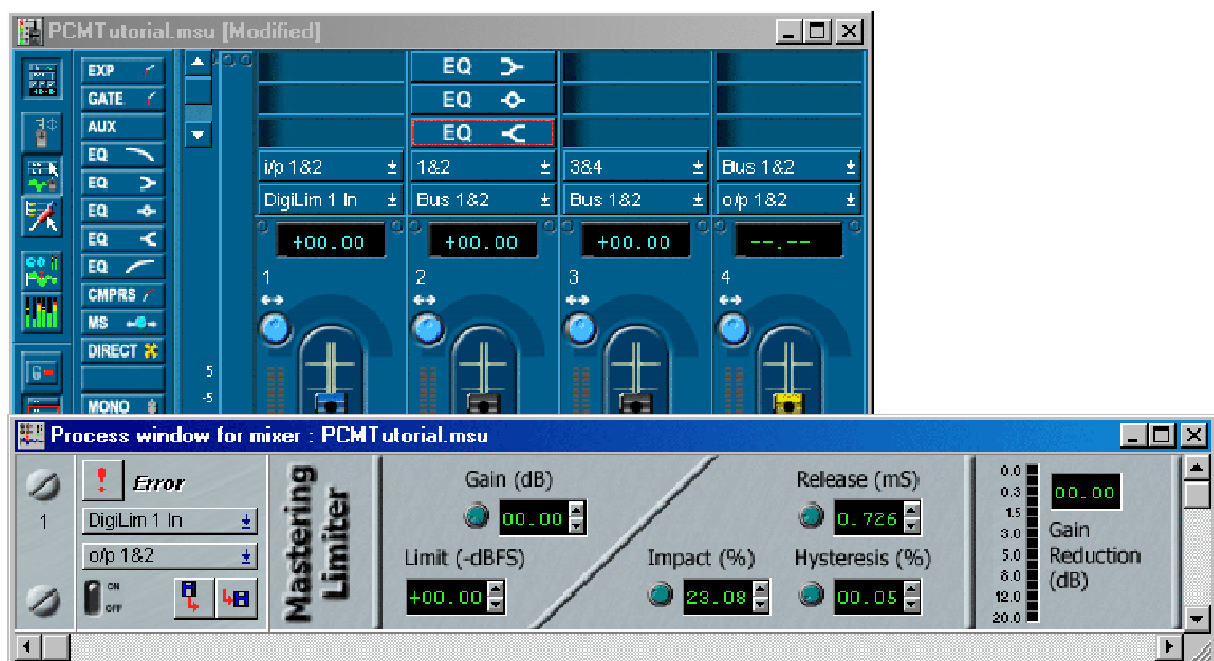 PCMTutorial.msu [Modified]
EXP
GATE
AUX
EQ
EQ
EQ
EQ
EQ
CMPRS
MS
DIRECT
MONO
5
-5
EQ
EQ
EQ
i/p 1&2 1&2 3&4 Bus 1&2
DigiLim 1 In Bus 1&2 Bus 1&2 o/p 1&2
+00.00 +00.00 +00.00 --.--
1 2 3 4
Process window for mixer : PCMTutorial.msu
1
! Error
DigiLim 1 In
o/p 1&2
ON
OFF
Mastering
Limiter
Gain (dB)
00.00
Limit (-dBFS)
+00.00
Release (mS)
0.726
Impact (%)
23.08
Hysteresis (%)
00.05
0.0
0.3
1.5
3.0
5.0
8.0
12.0
20.0
00.00
Gain
Reduction
(dB)